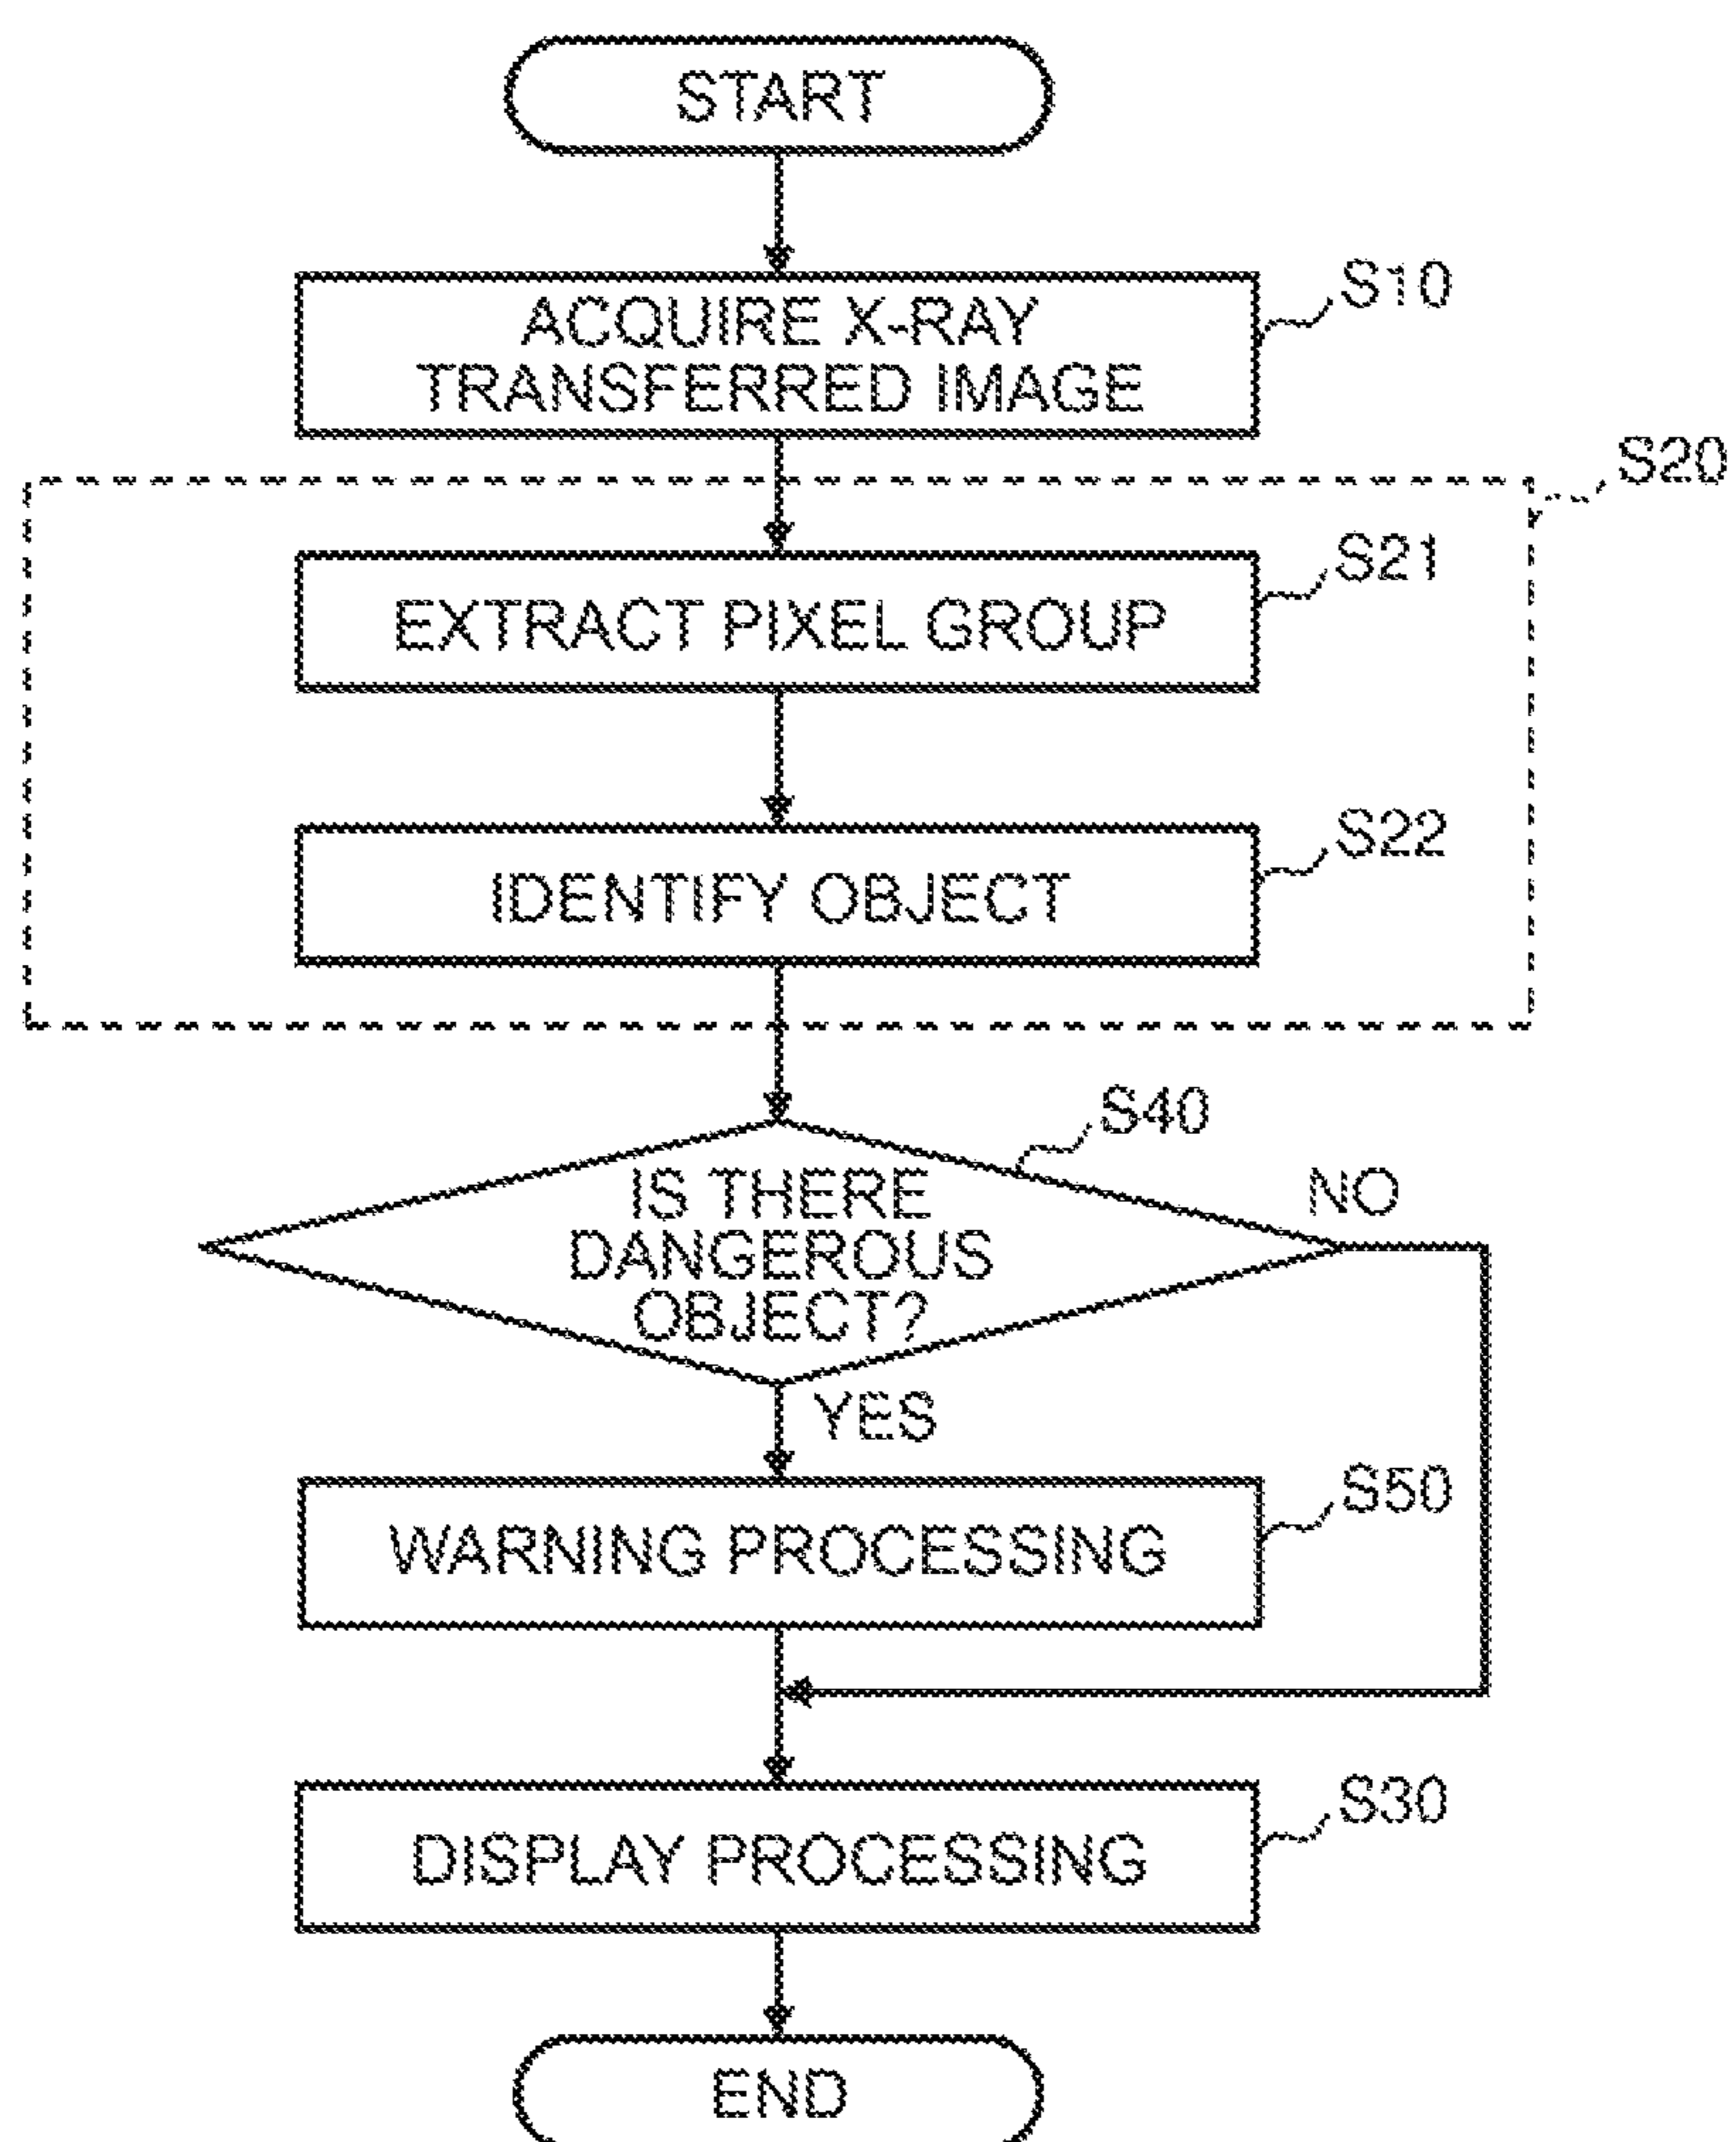 START
ACQUIRE X-RAY
TRANSFERRED IMAGE
S10
S20
EXTRACT PIXEL GROUP
S21
IDENTIFY OBJECT
S22
S40
IS THERE
DANGEROUS
OBJECT?
NO
YES
WARNING PROCESSING
S50
DISPLAY PROCESSING
S30
END